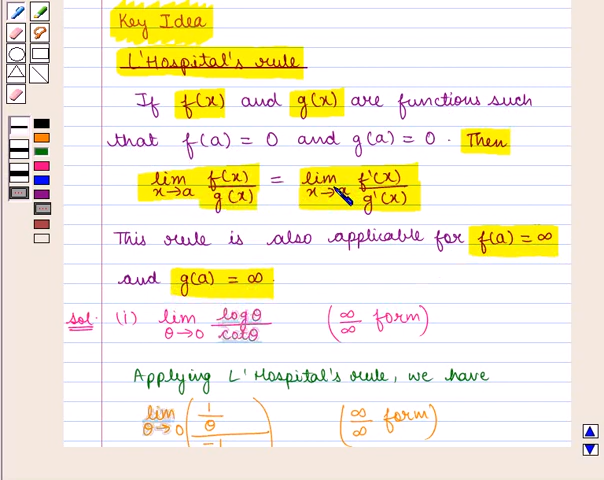 Key Idea
L'Hospital's rule
If f(x) and g(x) are functions such
that f(a) = 0 and g(a) = 0. Then
lim x→a f(x)/g(x) = lim x→a f'(x)/g'(x)
This rule is also applicable for f(a) = ∞
and g(a) = ∞
Sol. (i) lim θ→0 logθ/cotθ (∞/∞ form)
Applying L'Hospital's rule, we have
lim θ→0 (1/θ / -1 (∞/∞ form)